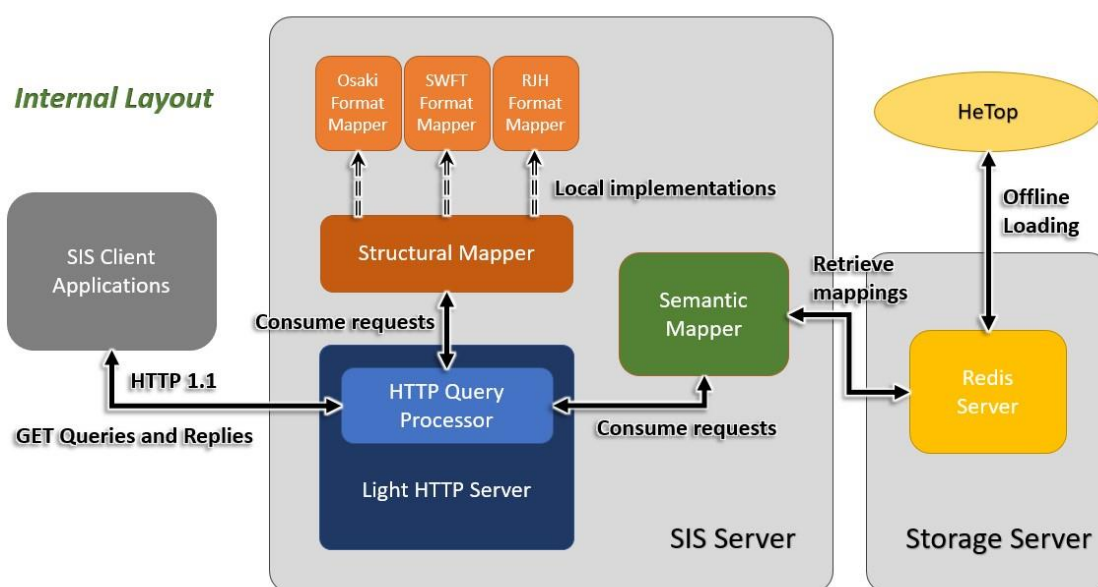 Internal Layout
Osaki
Format
Mapper
SWFT
Format
Mapper
RJH
Format
Mapper
Local implementations
Structural Mapper
Consume requests
SIS Client
Applications
HTTP 1.1
GET Queries and Replies
HTTP Query
Processor
Light HTTP Server
Semantic
Mapper
Consume requests
SIS Server
Retrieve
mappings
HeTop
Offline
Loading
Redis
Server
Storage Server